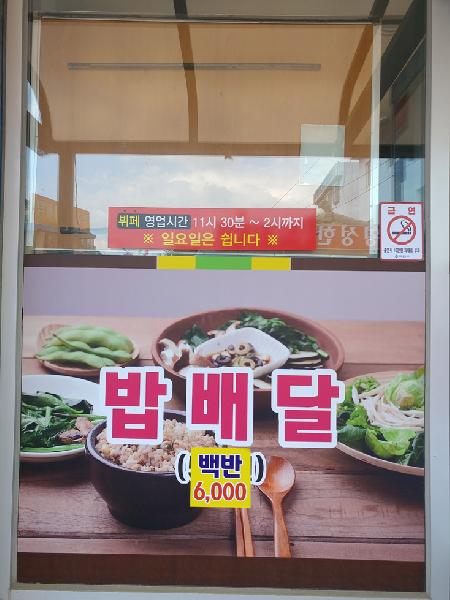 뷔페 영업시간 11시 30분 ~ 2시까지
※ 일요일은 쉽니다 ※
금연
밥배달
(백반)
6,000